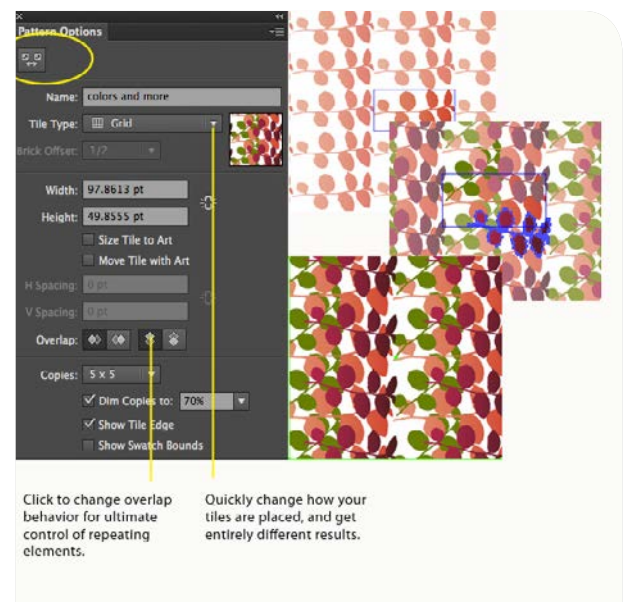 Pattern Options
Name: colors and more
Tile Type: Grid
Brick Offset: 1/2
Width: 97.8613 pt
Height: 49.8555 pt
Size Tile to Art
Move Tile with Art
H Spacing: 0 pt
V Spacing: 0 pt
Overlap:
Copies: 5 x 5
Dim Copies to: 70%
Show Tile Edge
Show Swatch Bounds
Click to change overlap
behavior for ultimate
control of repeating
elements.
Quickly change how your
tiles are placed, and get
entirely different results.